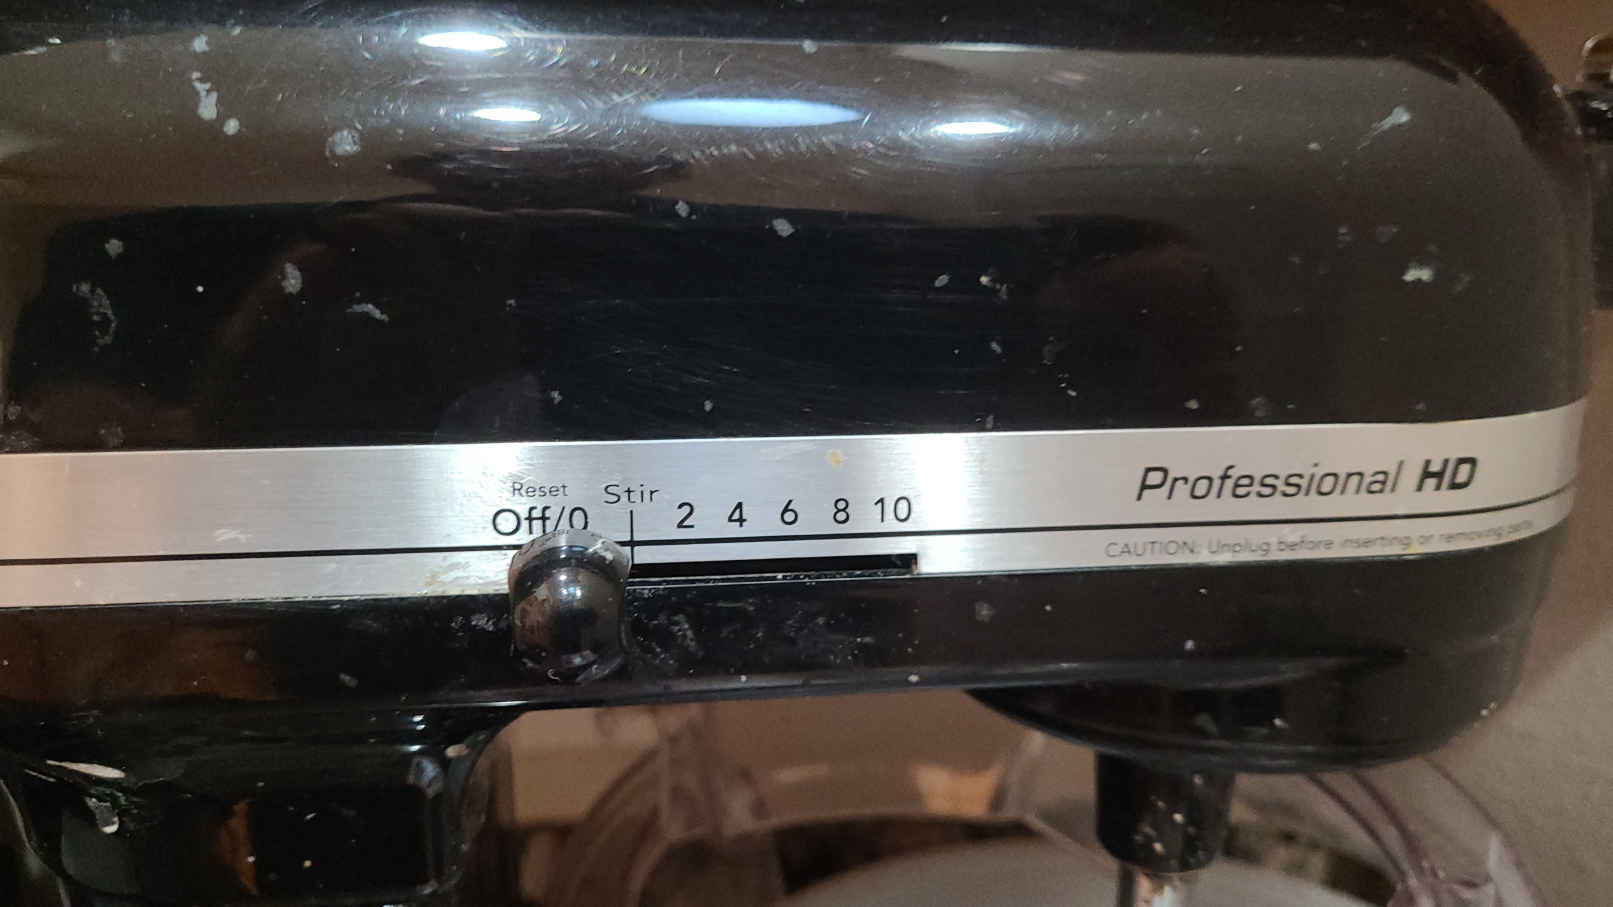 Reset
Stir
Off/0 2 4 6 8 10
Professional HD
CAUTION: Unplug before inserting or removing parts